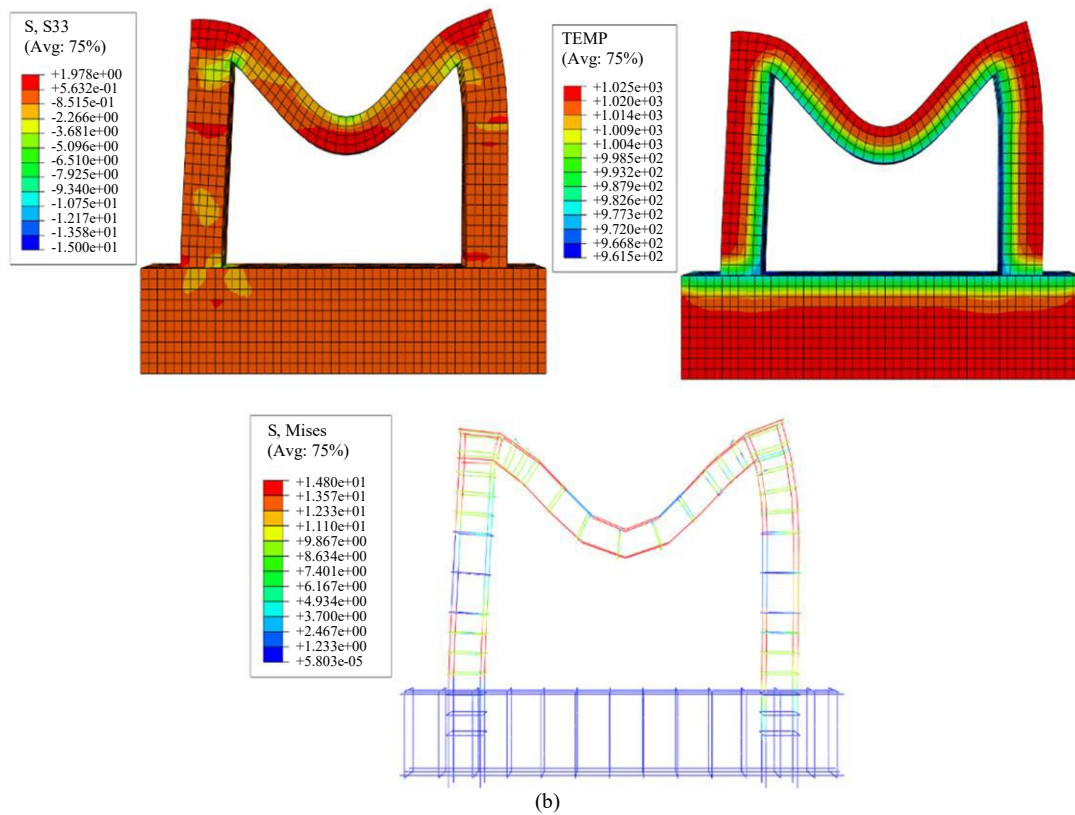 S, S33
(Avg: 75%)
+1.978e+00
+5.632e-01
-8.515e-01
-2.266e+00
-3.681e+00
-5.096e+00
-6.510e+00
-7.925e+00
-9.340e+00
-1.075e+01
-1.217e+01
-1.358e+01
-1.500e+01
TEMP
(Avg: 75%)
+1.025e+03
+1.020e+03
+1.014e+03
+1.009e+03
+1.004e+03
+9.985e+02
+9.932e+02
+9.879e+02
+9.826e+02
+9.773e+02
+9.720e+02
+9.668e+02
+9.615e+02
S, Mises
(Avg: 75%)
+1.480e+01
+1.357e+01
+1.233e+01
+1.110e+01
+9.867e+00
+8.634e+00
+7.401e+00
+6.167e+00
+4.934e+00
+3.700e+00
+2.467e+00
+1.233e+00
+5.803e-05
(b)